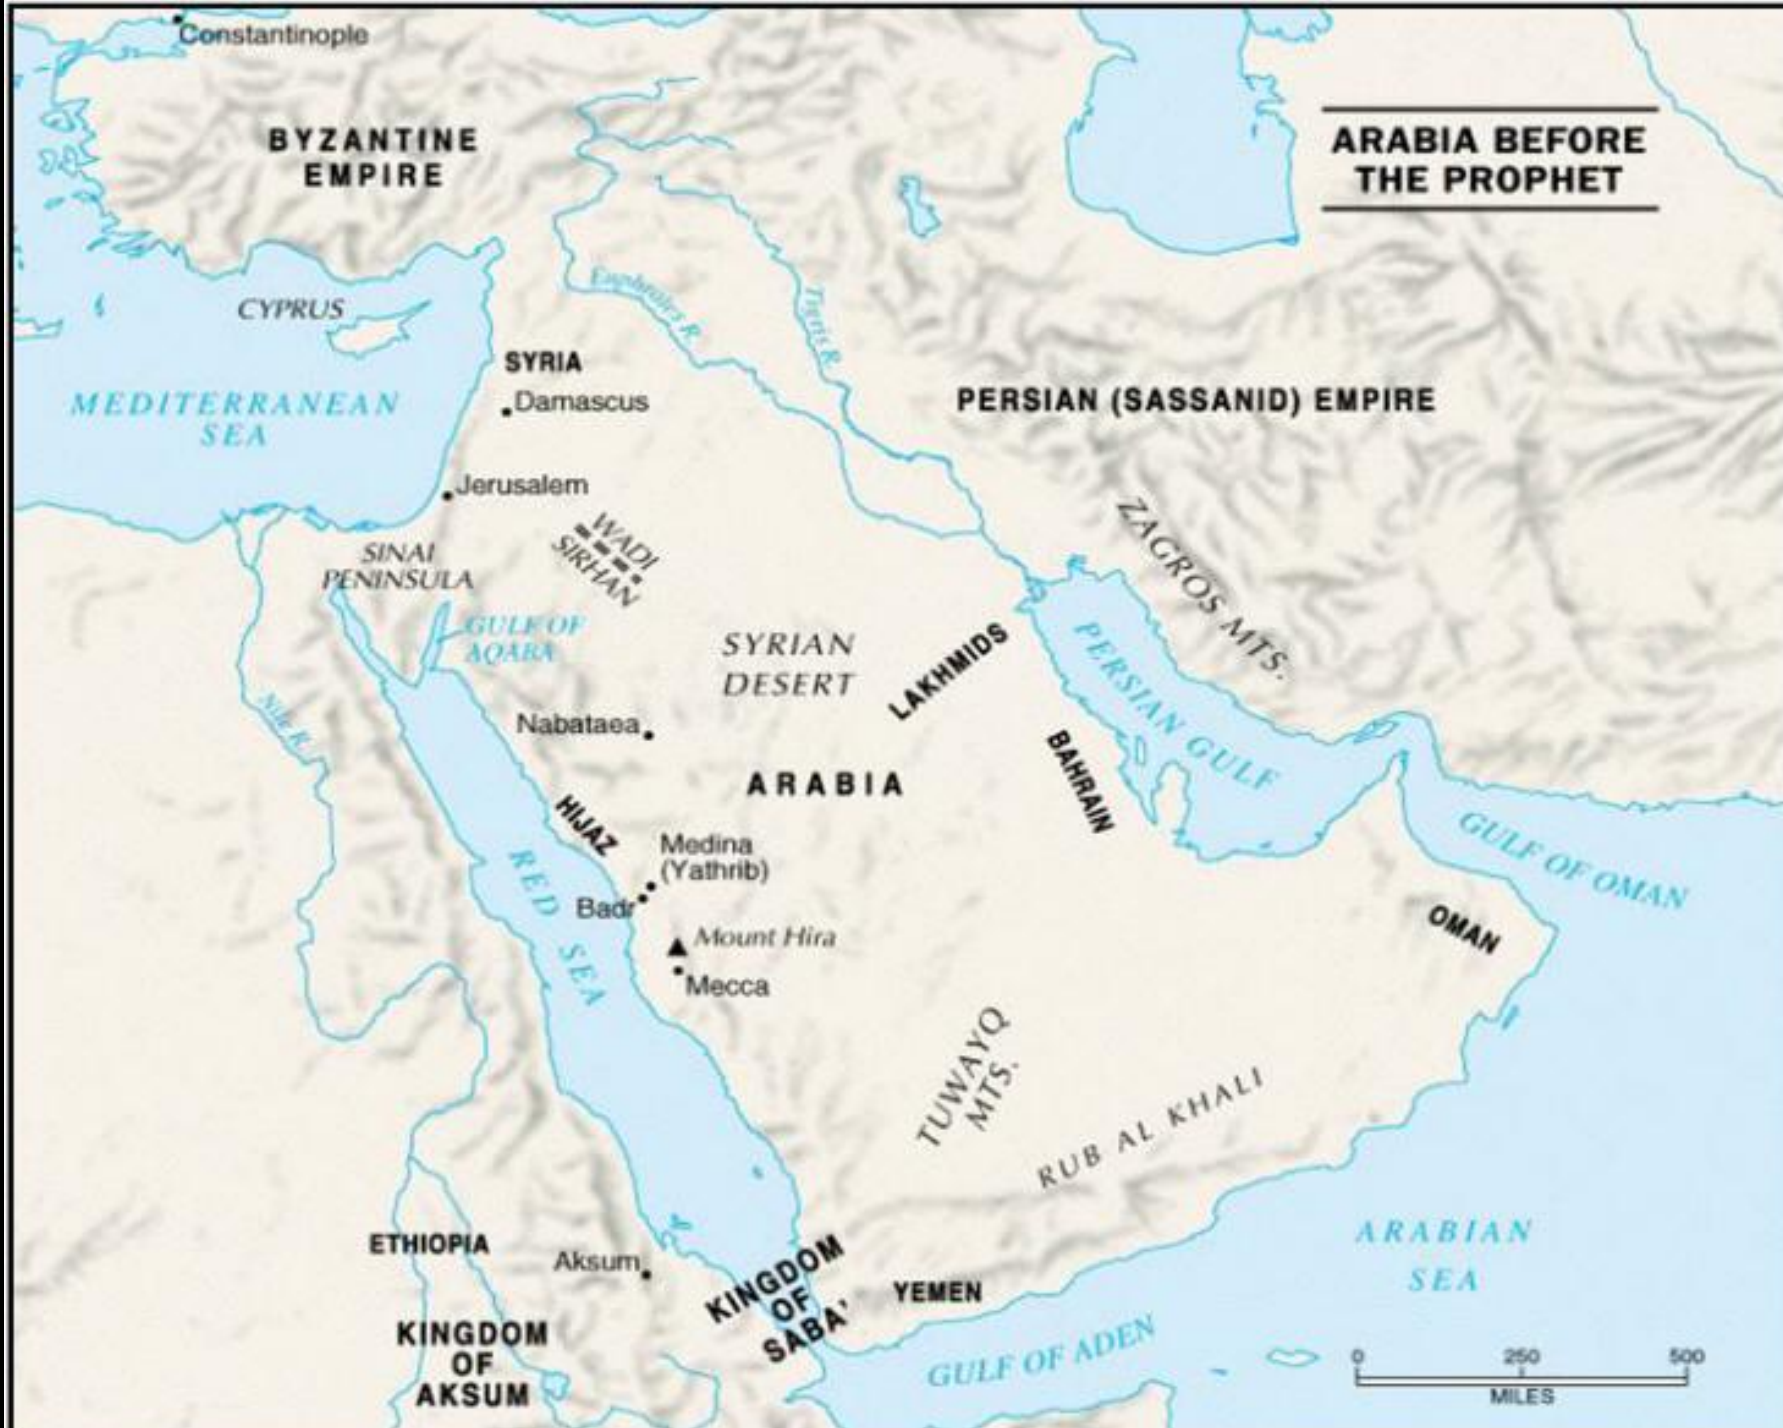 Constantinople
BYZANTINE
EMPIRE
ARABIA BEFORE
THE PROPHET
CYPRUS
Euphrates R.
Tigris R.
SYRIA
Damascus
MEDITERRANEAN
SEA
PERSIAN (SASSANID) EMPIRE
Jerusalem
WADI
SIRHAN
SINAI
PENINSULA
ZAGROS MTS.
GULF OF
AQABA
SYRIAN
DESERT
LAKHMIDS
PERSIAN GULF
Nile R.
Nabataea
BAHRAIN
ARABIA
HIJAZ
GULF OF OMAN
Medina
(Yathrib)
RED SEA
Badr
OMAN
Mount Hira
Mecca
TUWAYQ
MTS.
RUB AL KHALI
ETHIOPIA
Aksum
KINGDOM
OF
SABA'
YEMEN
ARABIAN
SEA
KINGDOM
OF
AKSUM
GULF OF ADEN
0 250 500
MILES